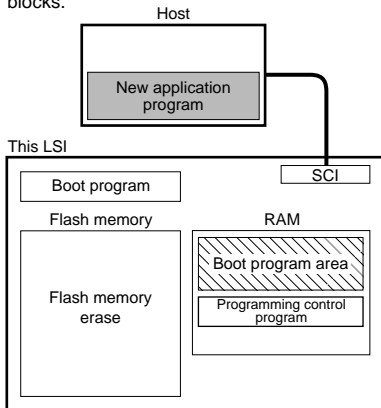 blocks.
Host
New application
program
This LSI
SCI
Boot program
Flash memory
RAM
Boot program area
Flash memory
erase
Programming control
program